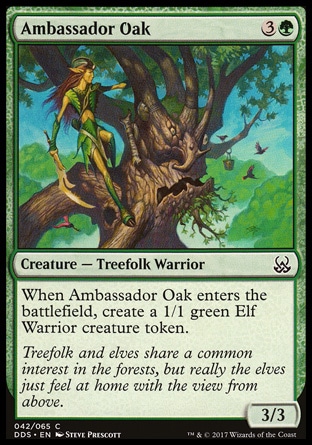 Ambassador Oak 3
Creature — Treefolk Warrior
When Ambassador Oak enters the
battlefield, create a 1/1 green Elf
Warrior creature token.
Treefolk and elves share a common
interest in the forests, but really the elves
just feel at home with the view from
above.
3/3
042/065 C
DDS • EN Steve Prescott
™ & © 2017 Wizards of the Coast